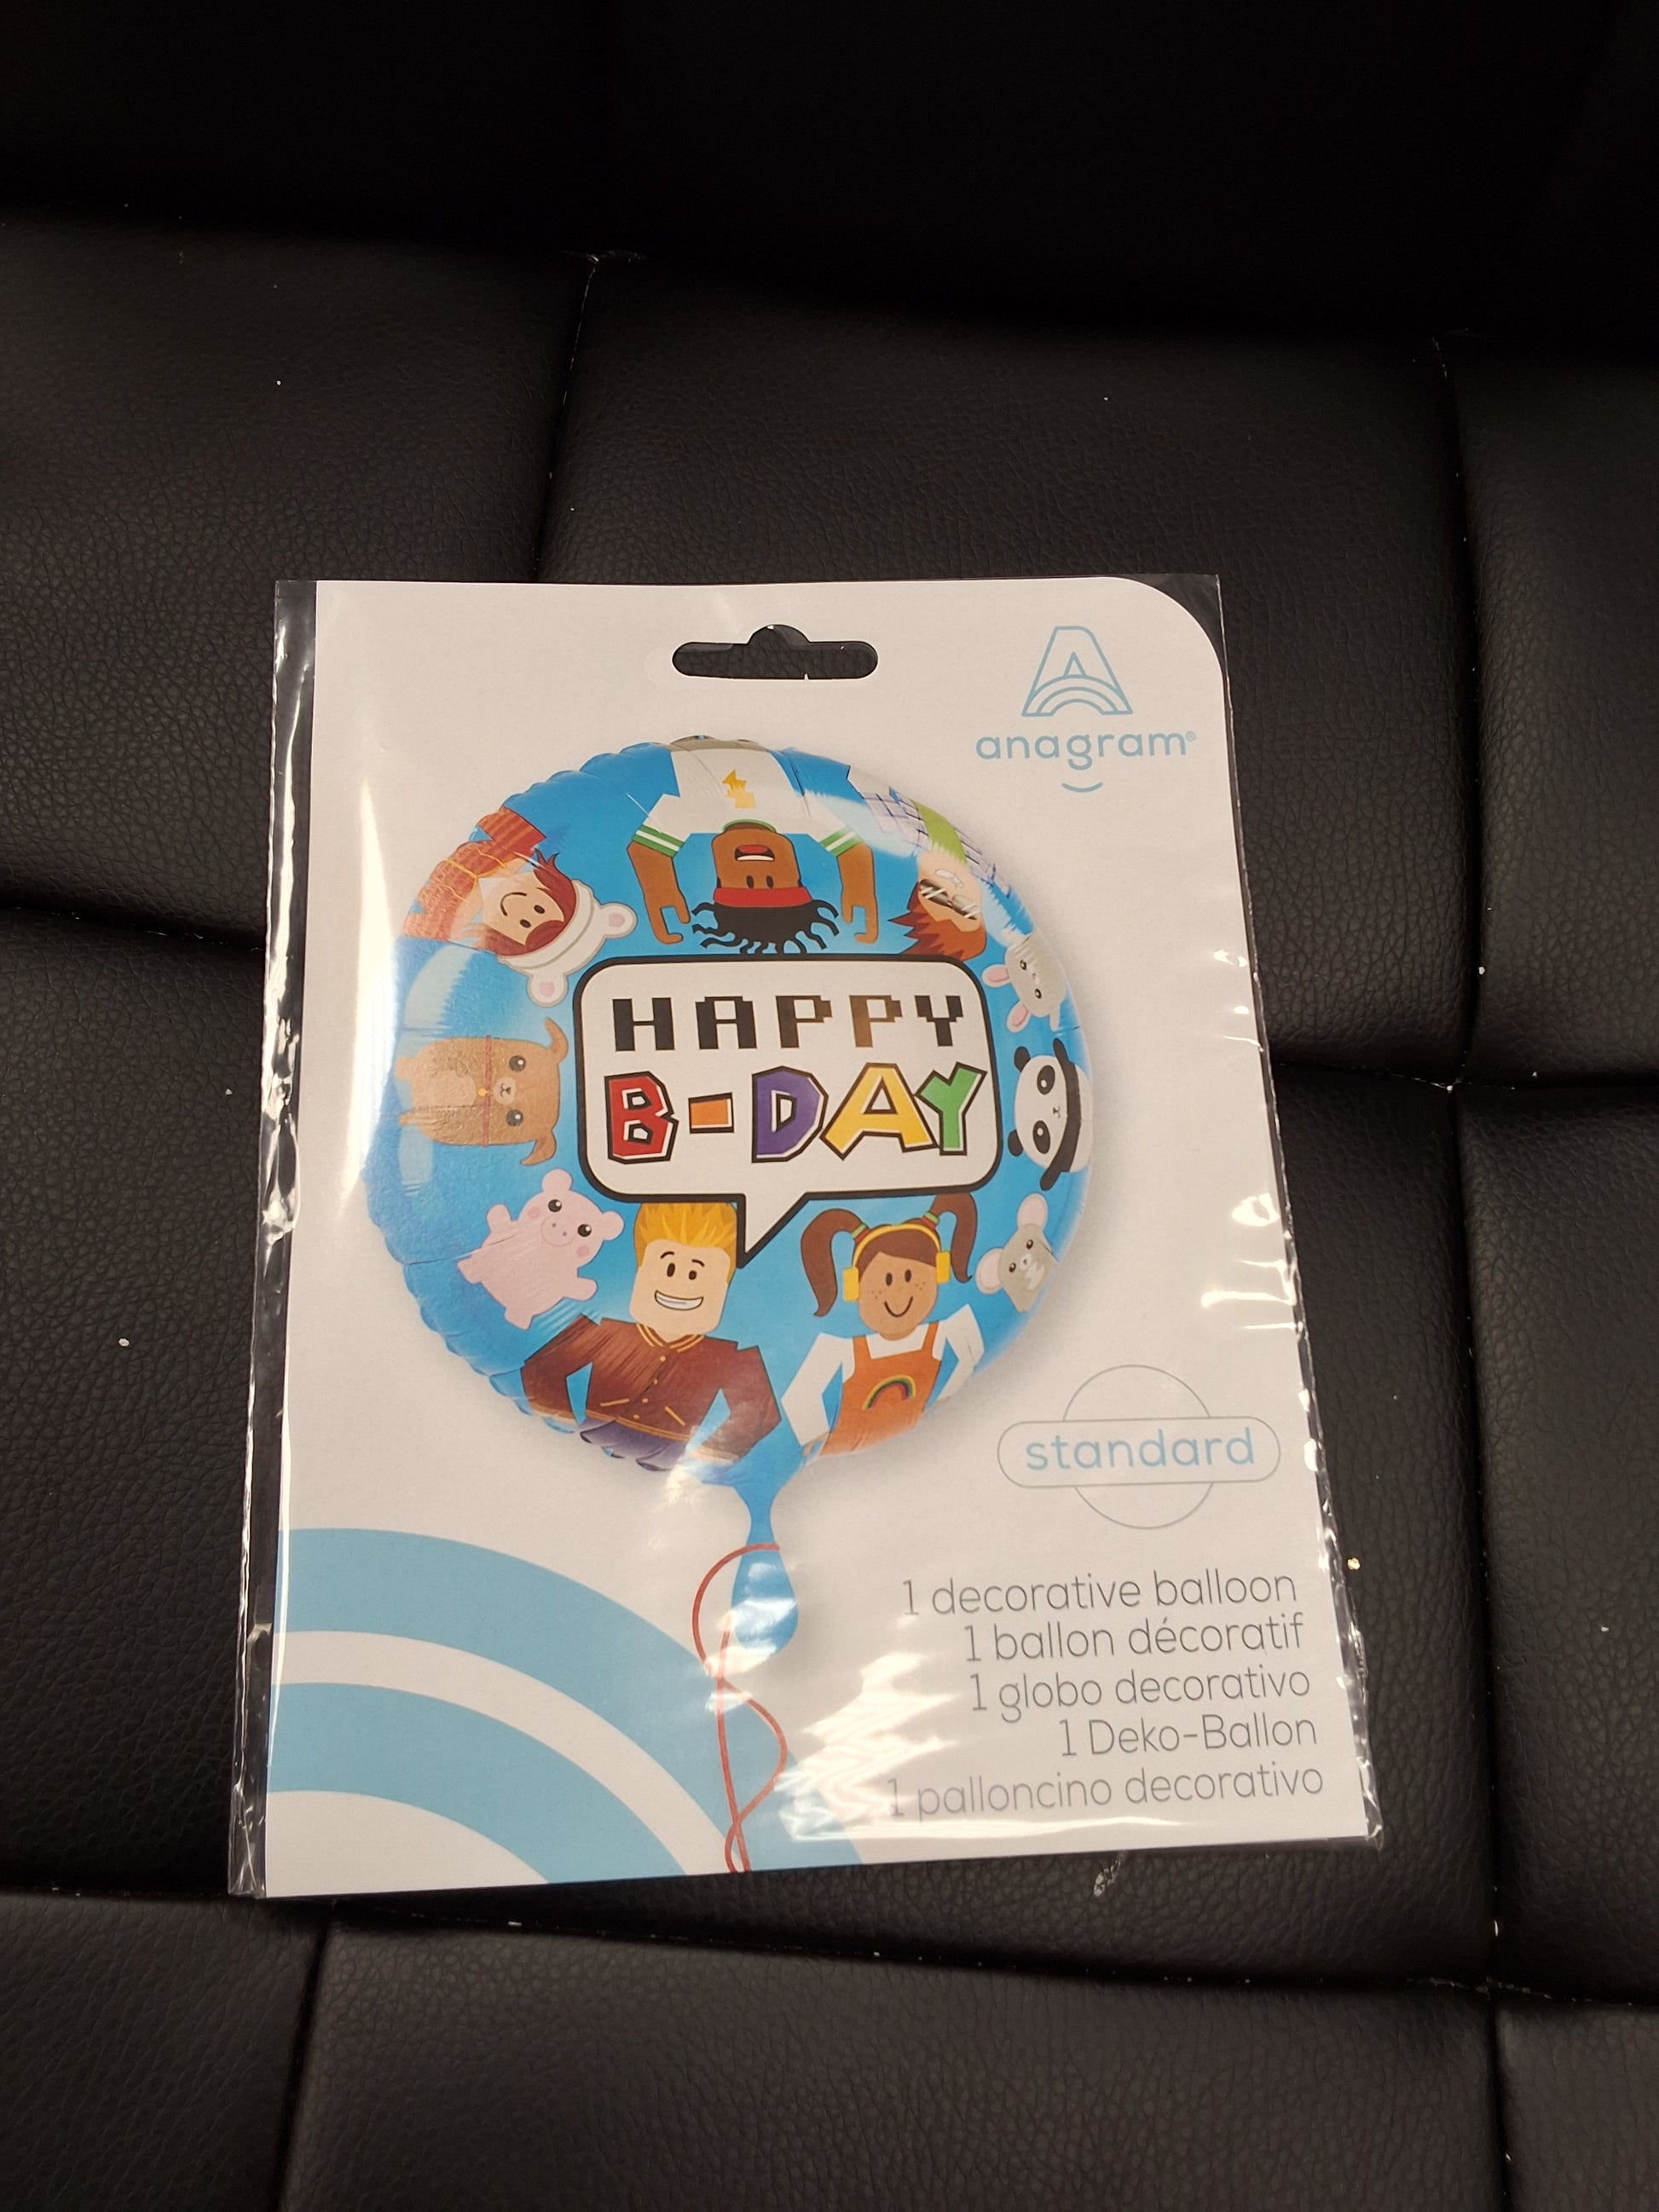 anagram®
HAPPY
B-DAY
standard
1 decorative balloon
1 ballon décoratif
1 globo decorativo
1 Deko-Ballon
1 palloncino decorativo